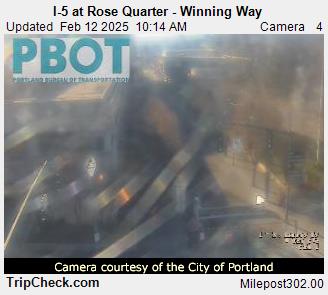 I-5 at Rose Quarter - Winning Way
Updated Feb 12 2025 10:14 AM Camera 4
PBOT
PORTLAND BUREAU OF TRANSPORTATION
Camera courtesy of the City of Portland
TripCheck.com Milepost302.00